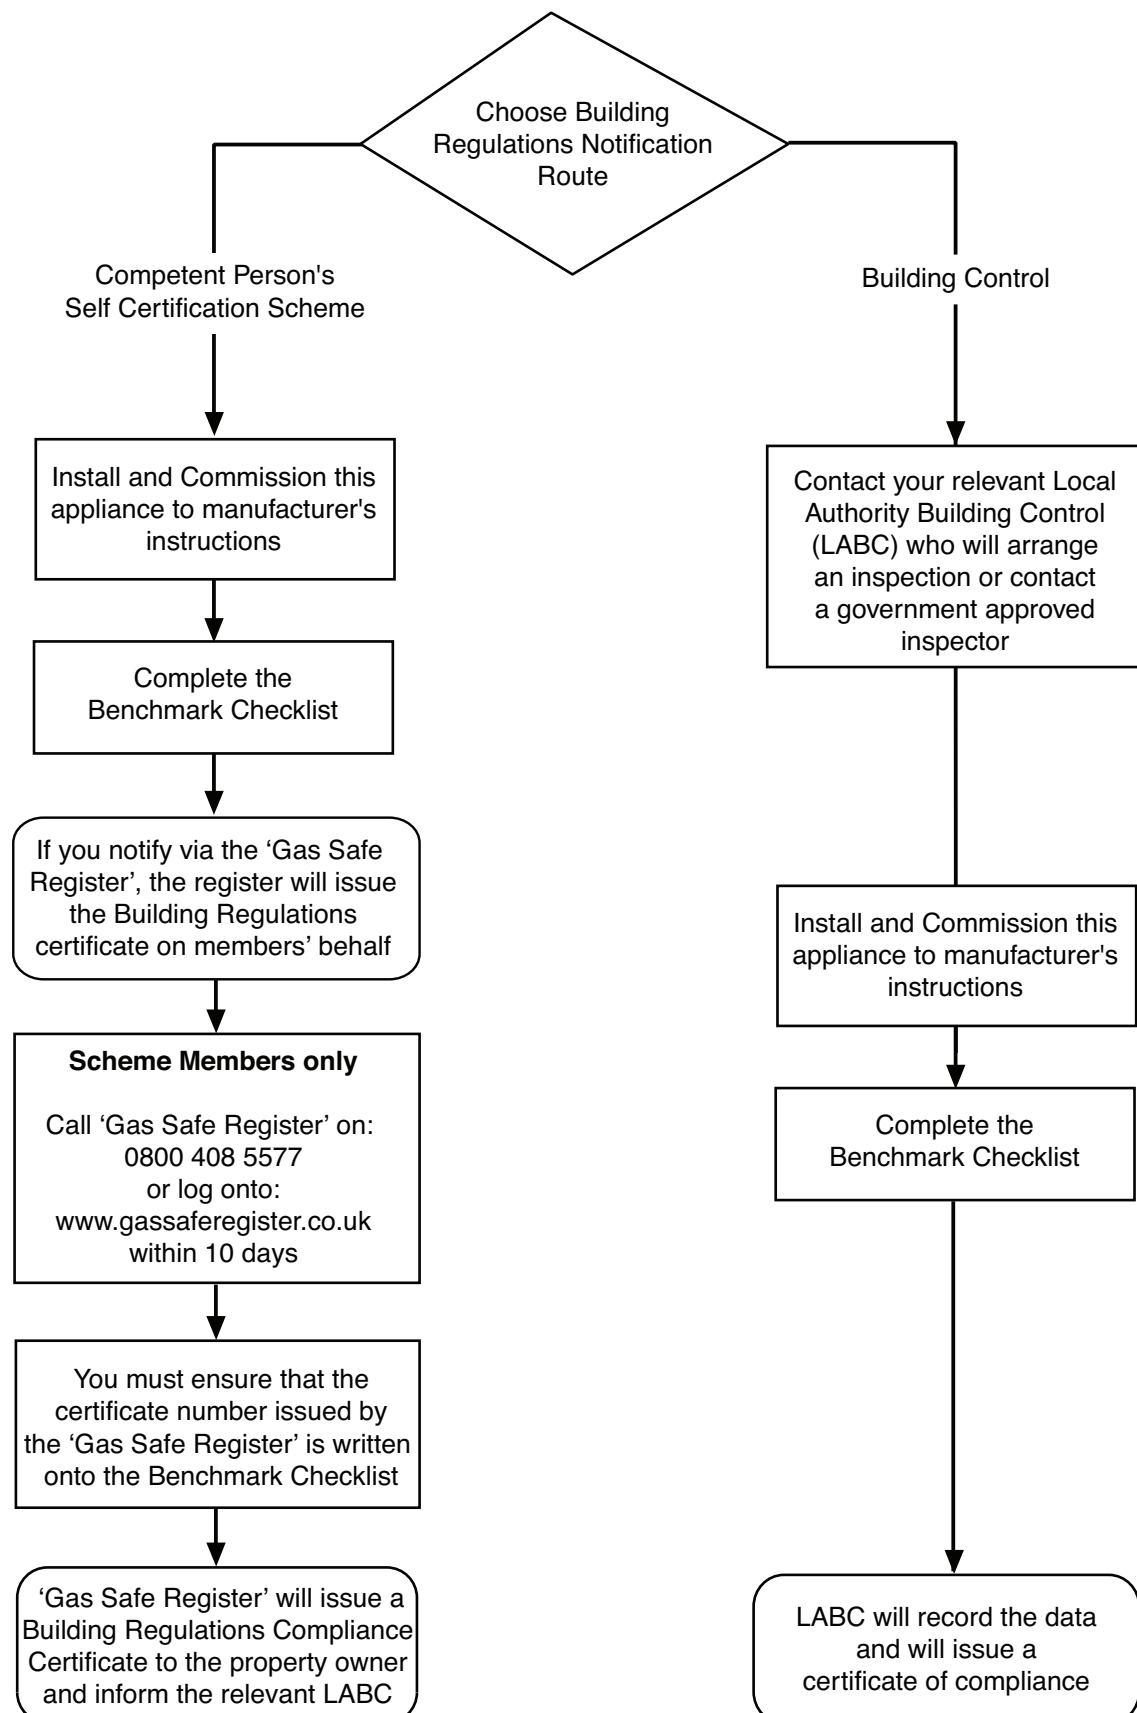 Choose Building
Regulations Notification
Route
Competent Person's
Self Certification Scheme
Install and Commission this
appliance to manufacturer's
instructions
Complete the
Benchmark Checklist
If you notify via the ‘Gas Safe
Register’, the register will issue
the Building Regulations
certificate on members’ behalf
Scheme Members only
Call ‘Gas Safe Register’ on:
0800 408 5577
or log onto:
www.gassaferegister.co.uk
within 10 days
You must ensure that the
certificate number issued by
the ‘Gas Safe Register’ is written
onto the Benchmark Checklist
‘Gas Safe Register’ will issue a
Building Regulations Compliance
Certificate to the property owner
and inform the relevant LABC
Building Control
Contact your relevant Local
Authority Building Control
(LABC) who will arrange
an inspection or contact
a government approved
inspector
Install and Commission this
appliance to manufacturer's
instructions
Complete the
Benchmark Checklist
LABC will record the data
and will issue a
certificate of compliance